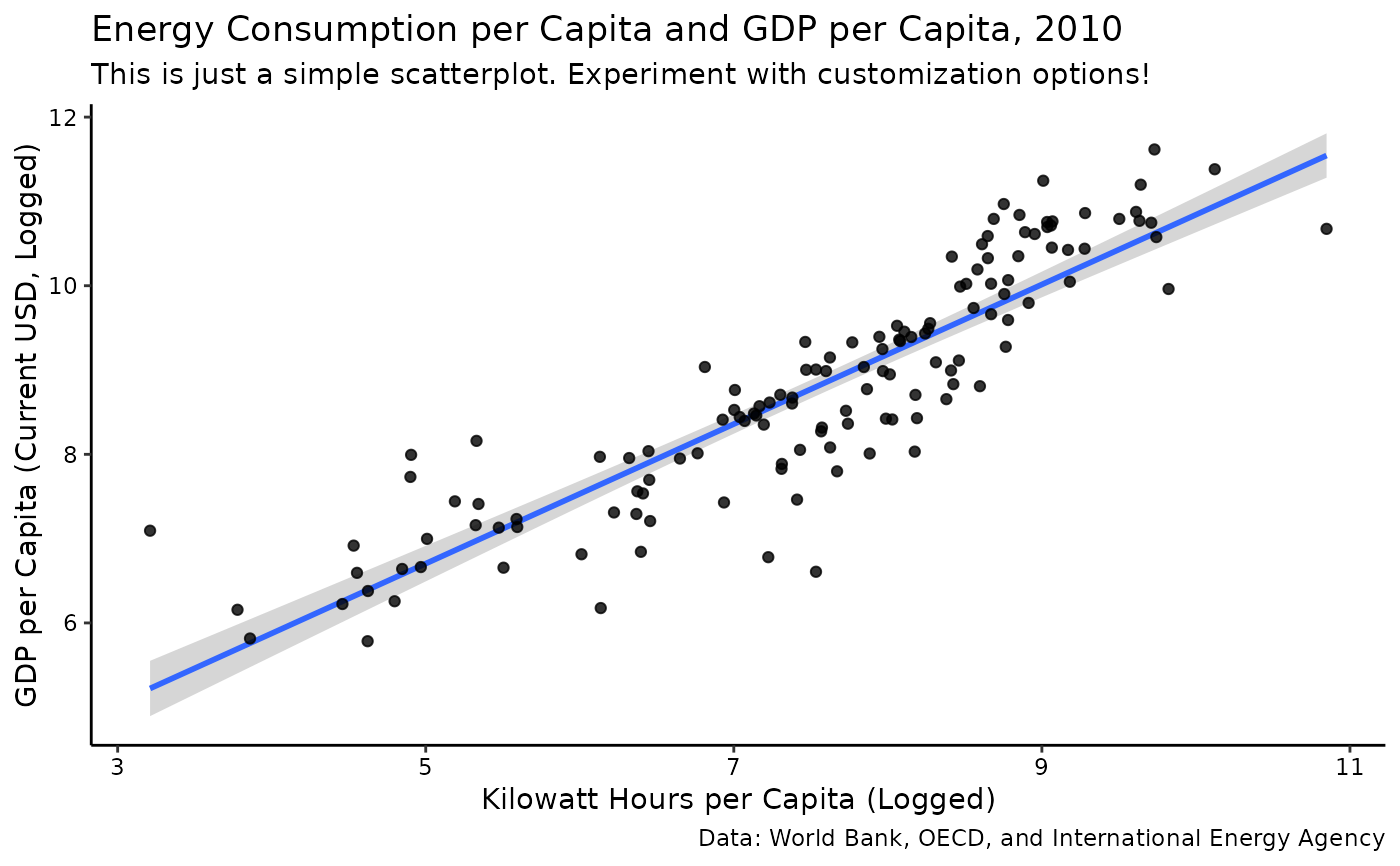 Energy Consumption per Capita and GDP per Capita, 2010
This is just a simple scatterplot. Experiment with customization options!
GDP per Capita (Current USD, Logged)
12
10
8
6
3 5 7 9 11
Kilowatt Hours per Capita (Logged)
Data: World Bank, OECD, and International Energy Agency